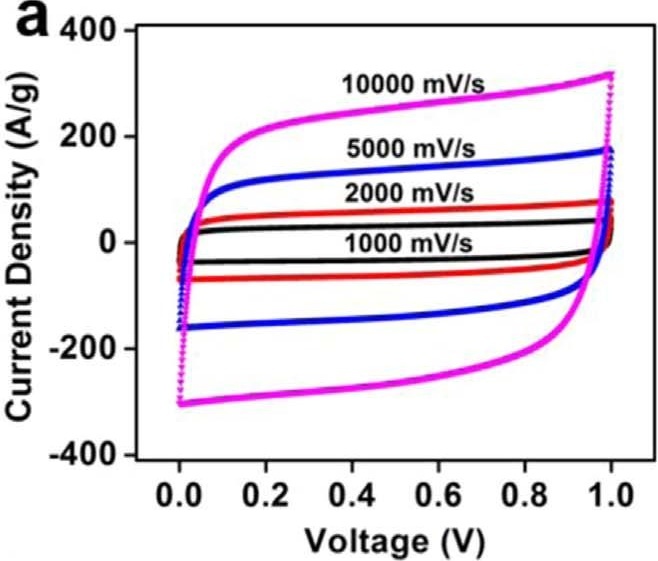 a
Current Density (A/g)
400
200
0
-200
-400
10000 mV/s
5000 mV/s
2000 mV/s
1000 mV/s
0.0 0.2 0.4 0.6 0.8 1.0
Voltage (V)